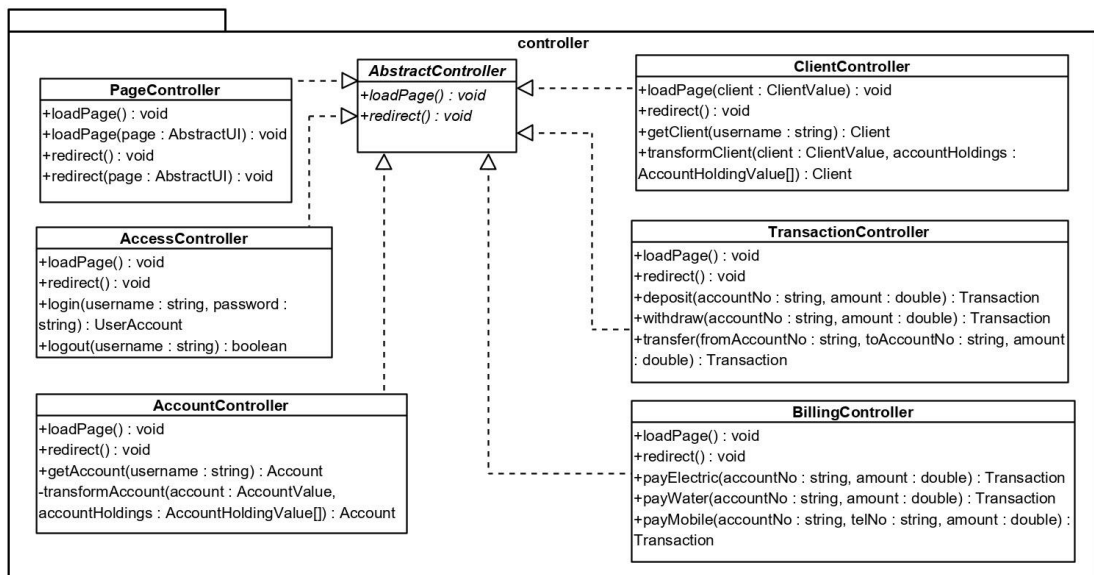 controller
AbstractController
+loadPage() : void
+redirect() : void
PageController
+loadPage() : void
+loadPage(page : AbstractUI) : void
+redirect() : void
+redirect(page : AbstractUI) : void
AccessController
+loadPage() : void
+redirect() : void
+login(username : string, password :
string) : UserAccount
+logout(username : string) : boolean
AccountController
+loadPage() : void
+redirect() : void
+getAccount(username : string) : Account
-transformAccount(account : AccountValue,
accountHoldings : AccountHoldingValue[]) : Account
ClientController
+loadPage(client : ClientValue) : void
+redirect() : void
+getClient(username : string) : Client
+transformClient(client : ClientValue, accountHoldings :
AccountHoldingValue[]) : Client
TransactionController
+loadPage() : void
+redirect() : void
+deposit(accountNo : string, amount : double) : Transaction
+withdraw(accountNo : string, amount : double) : Transaction
+transfer(fromAccountNo : string, toAccountNo : string, amount
: double) : Transaction
BillingController
+loadPage() : void
+redirect() : void
+payElectric(accountNo : string, amount : double) : Transaction
+payWater(accountNo : string, amount : double) : Transaction
+payMobile(accountNo : string, telNo : string, amount : double) :
Transaction